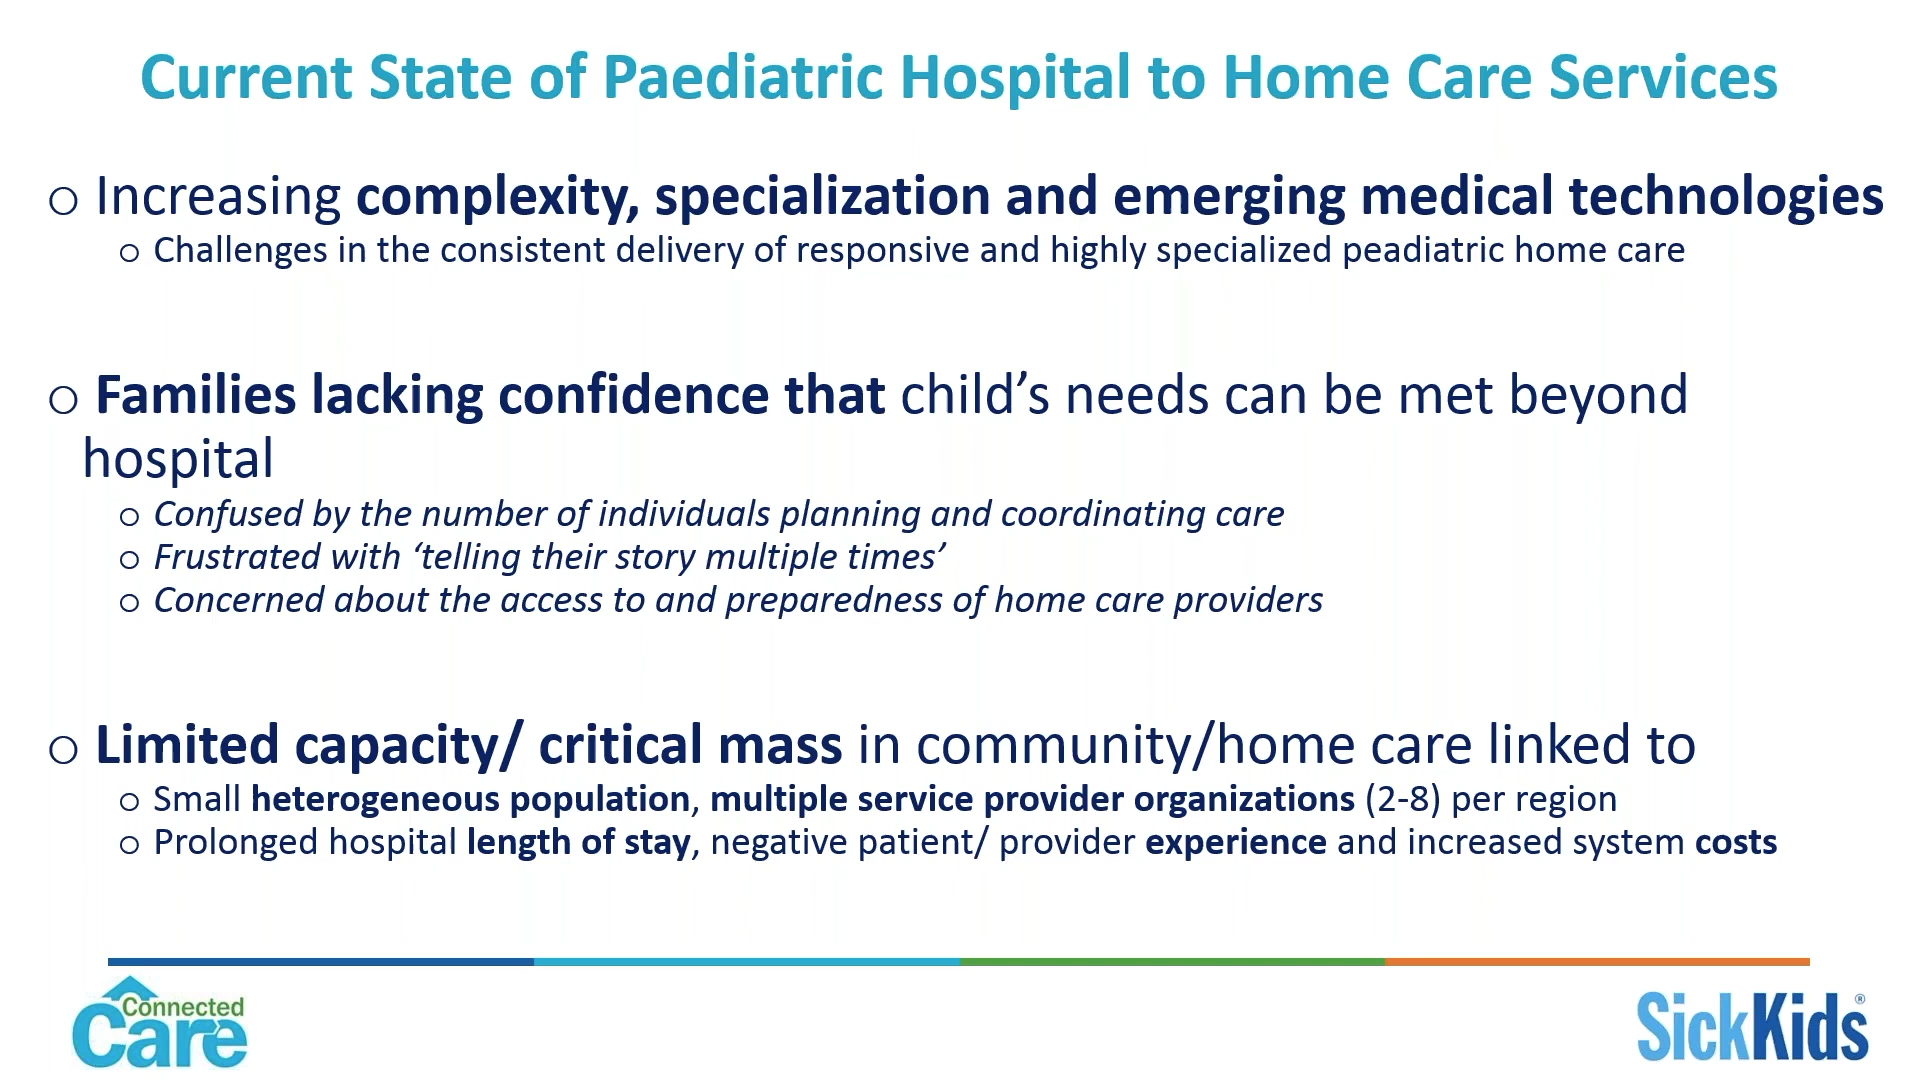 Current State of Paediatric Hospital to Home Care Services
o Increasing complexity, specialization and emerging medical technologies
o Challenges in the consistent delivery of responsive and highly specialized peadiatric home care
o Families lacking confidence that child’s needs can be met beyond
hospital
o Confused by the number of individuals planning and coordinating care
o Frustrated with ‘telling their story multiple times’
o Concerned about the access to and preparedness of home care providers
o Limited capacity/ critical mass in community/home care linked to
o Small heterogeneous population, multiple service provider organizations (2-8) per region
o Prolonged hospital length of stay, negative patient/ provider experience and increased system costs
Connected
Care
SickKids®